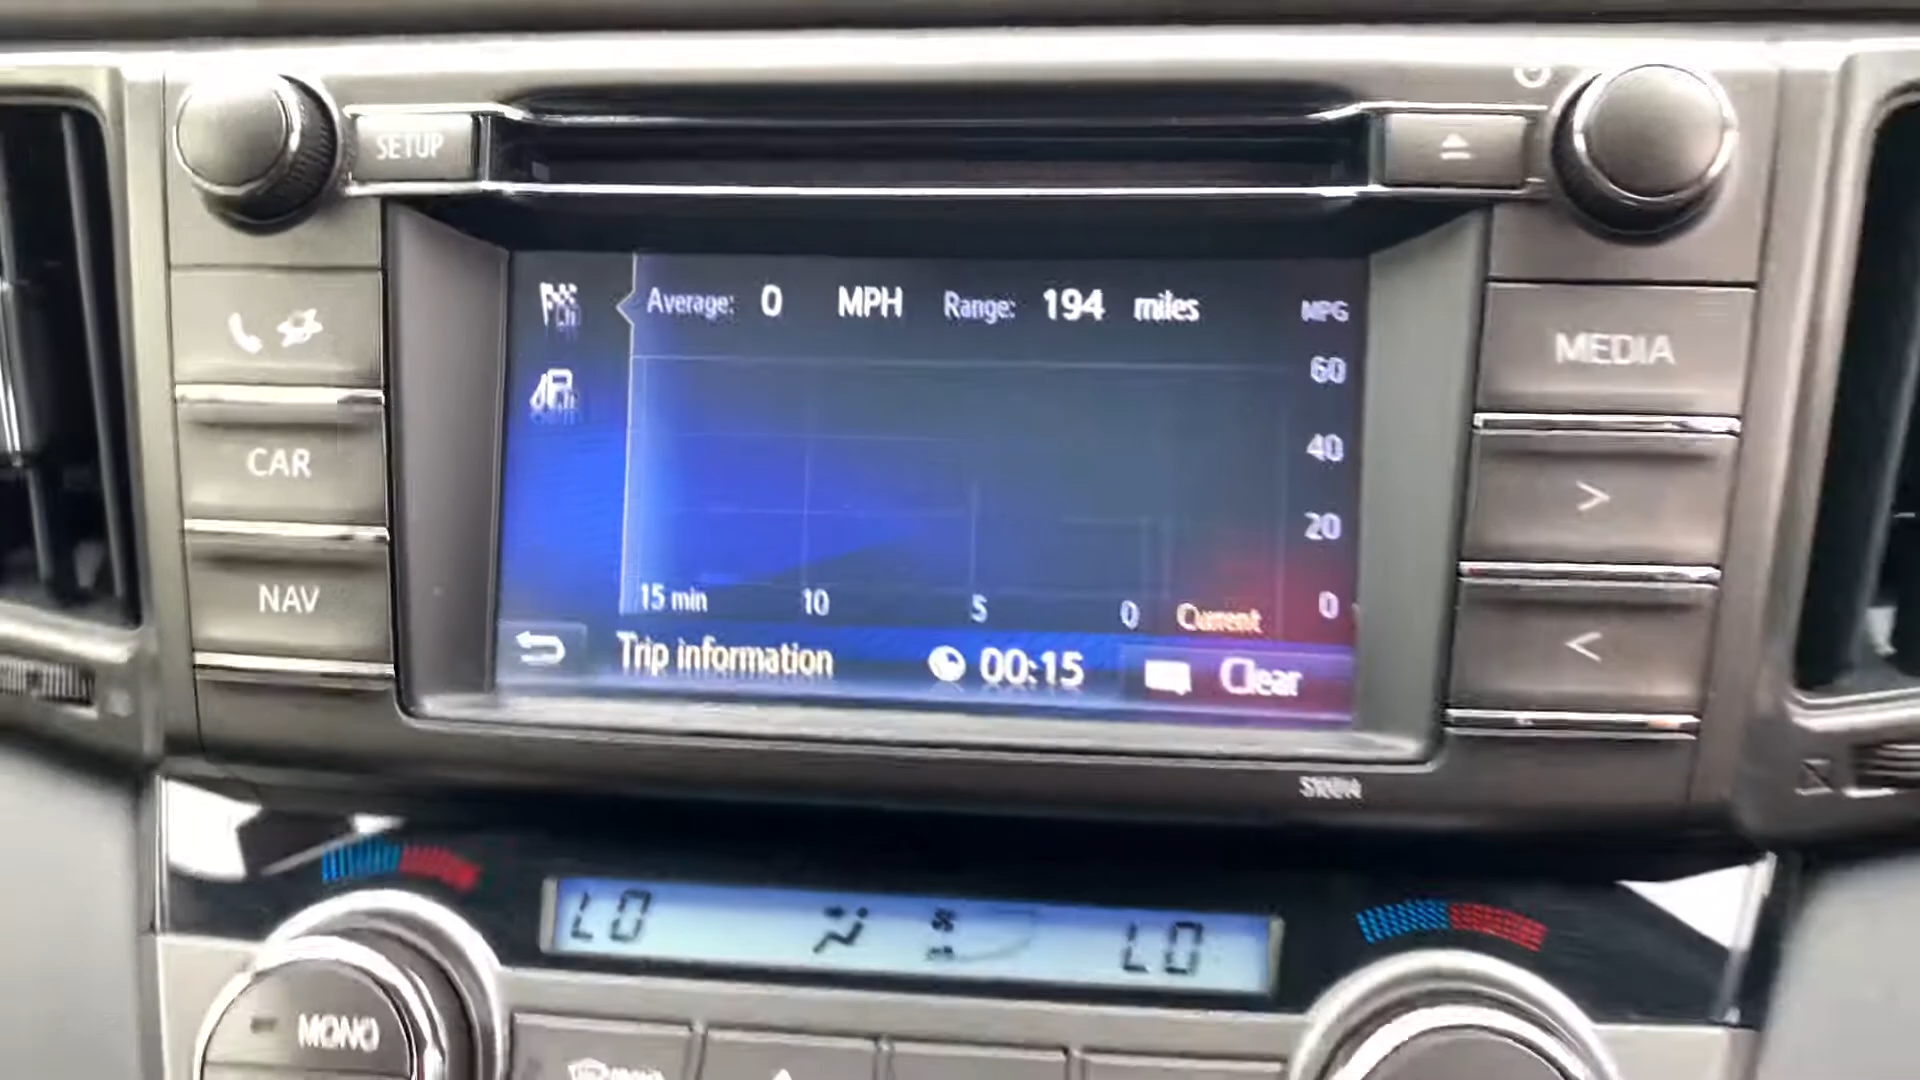 SETUP
Average: 0 MPH Range: 194 miles MPG
60
40
20
0
15 min 10 5 0 Current
Trip information 00:15 Clear
CAR
NAV
MEDIA
>
<
LO LO
MONO